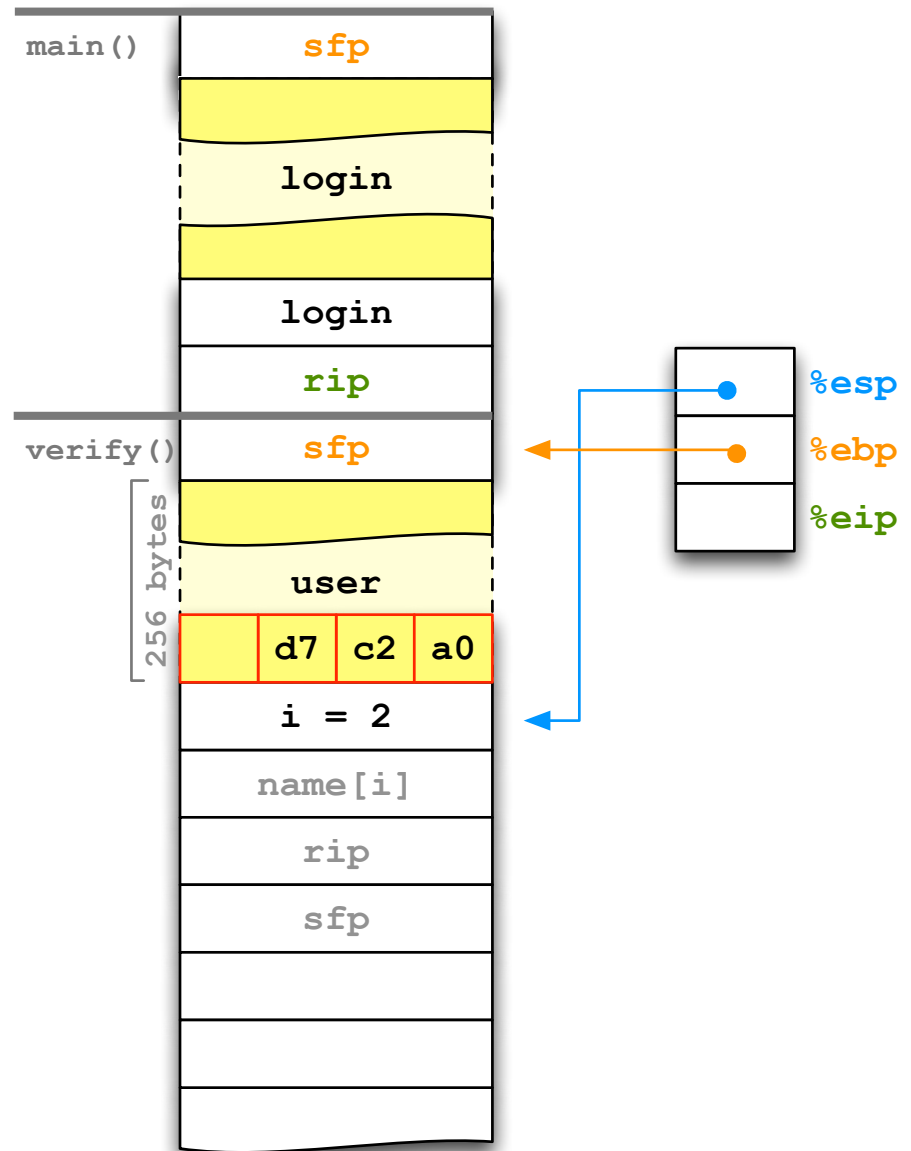 main()
sfp
login
login
rip
%esp
verify()
sfp
%ebp
%eip
256 bytes
user
d7 c2 a0
i = 2
name[i]
rip
sfp